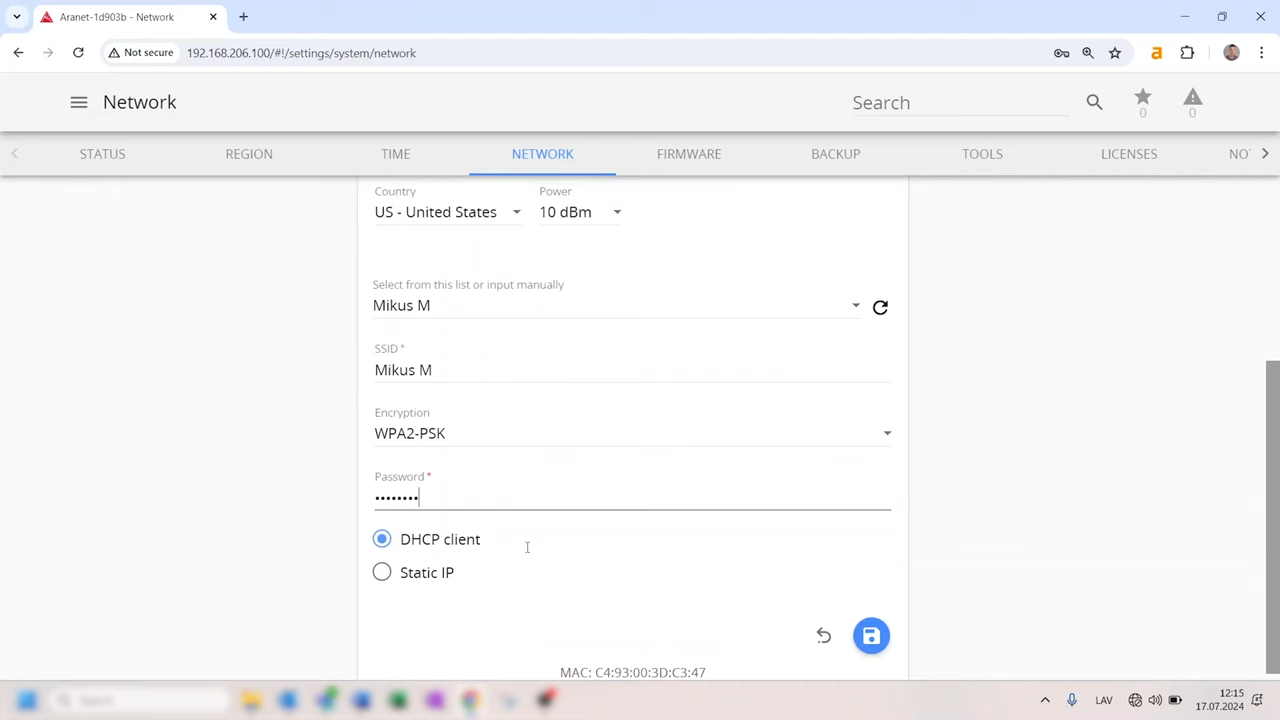 Aranet-1d903b - Network
Not secure
192.168.206.100/#!/settings/system/network
a
Network
Search
0
0
STATUS
REGION
TIME
NETWORK
FIRMWARE
BACKUP
TOOLS
LICENSES
NO
Country
Power
US - United States
10 dBm
Select from this list or input manually
Mikus M
SSID *
Mikus M
Encryption
WPA2-PSK
Password *
••••••••
DHCP client
Static IP
MAC: C4:93:00:3D:C3:47
Search
LAV
12:15
17.07.2024